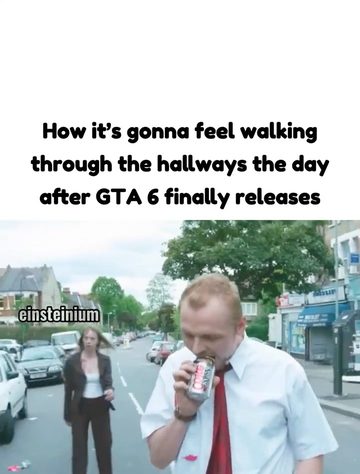 How it’s gonna feel walking
through the hallways the day
after GTA 6 finally releases
einsteinium